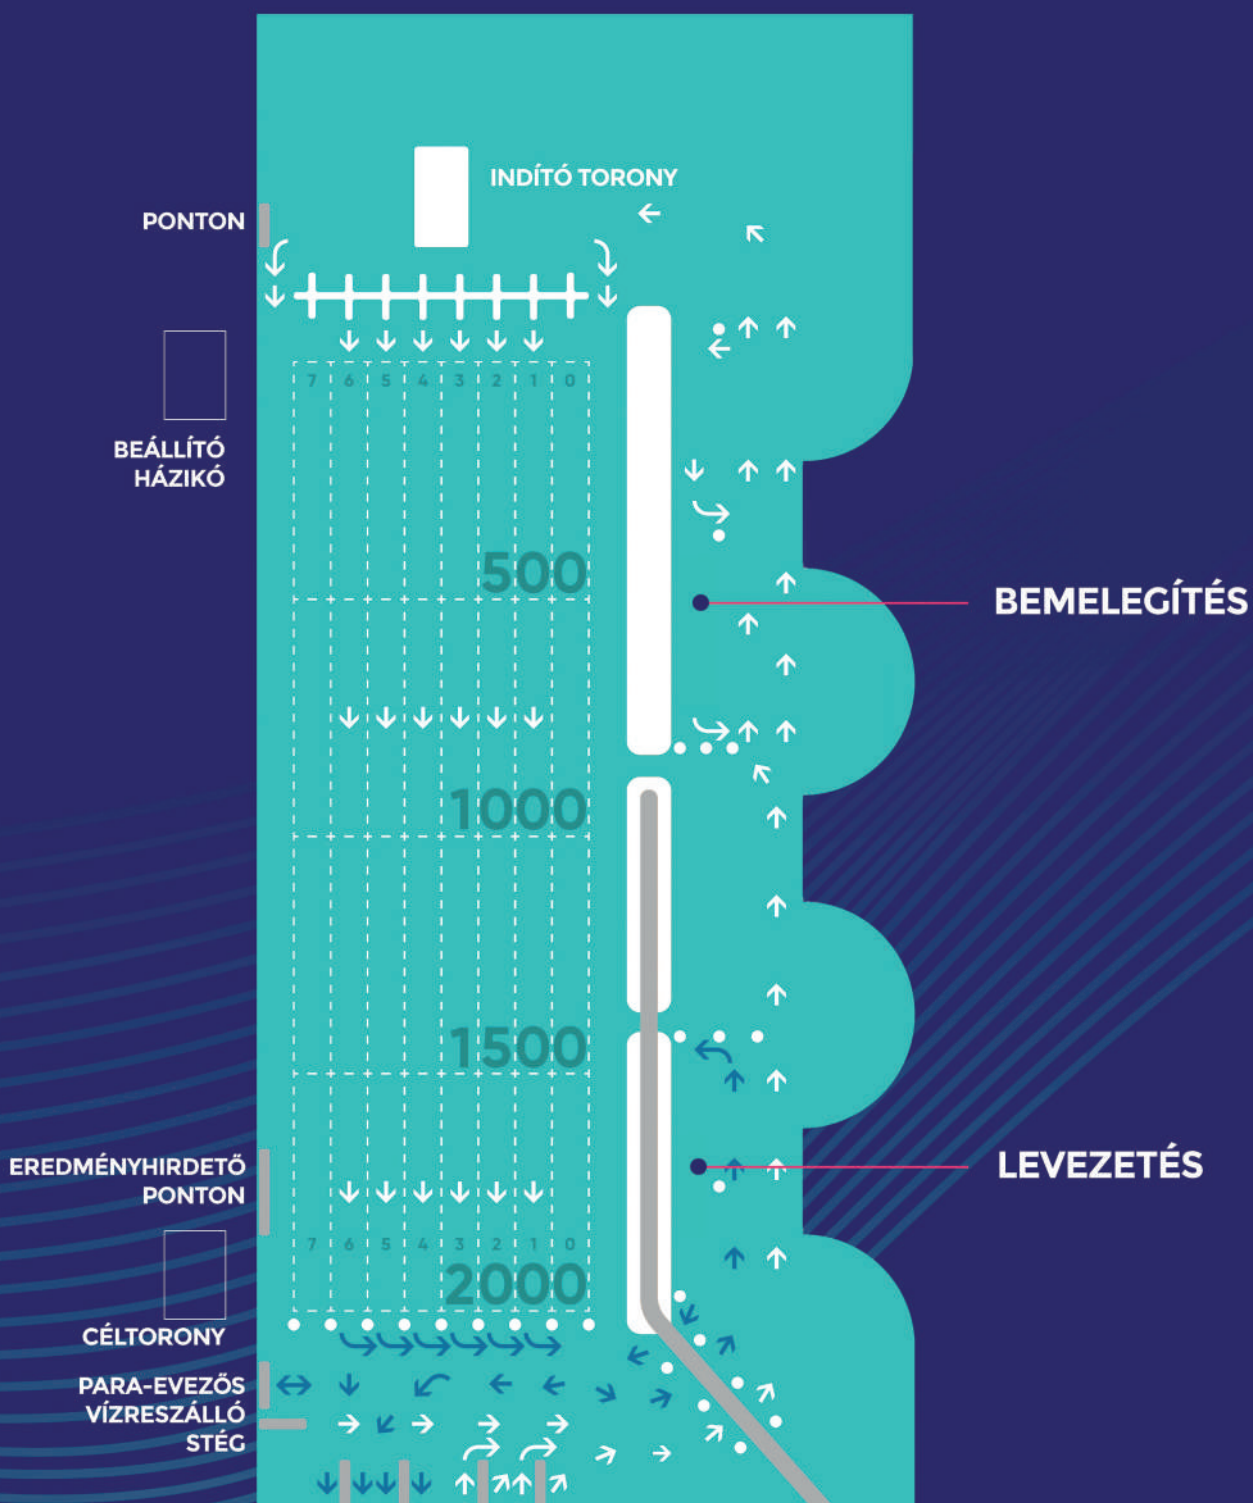 INDÍTÓ TORONY
PONTON
7 6 5 4 3 2 1 0
BEÁLLÍTÓ
HÁZIKÓ
500
BEMELEGÍTÉS
1000
1500
EREDMÉNYHIRDETŐ
PONTON
LEVEZETÉS
7 6 5 4 3 2 1 0
2000
CÉLTORONY
PARA-EVEZŐS
VÍZRESZÁLLÓ
STÉG